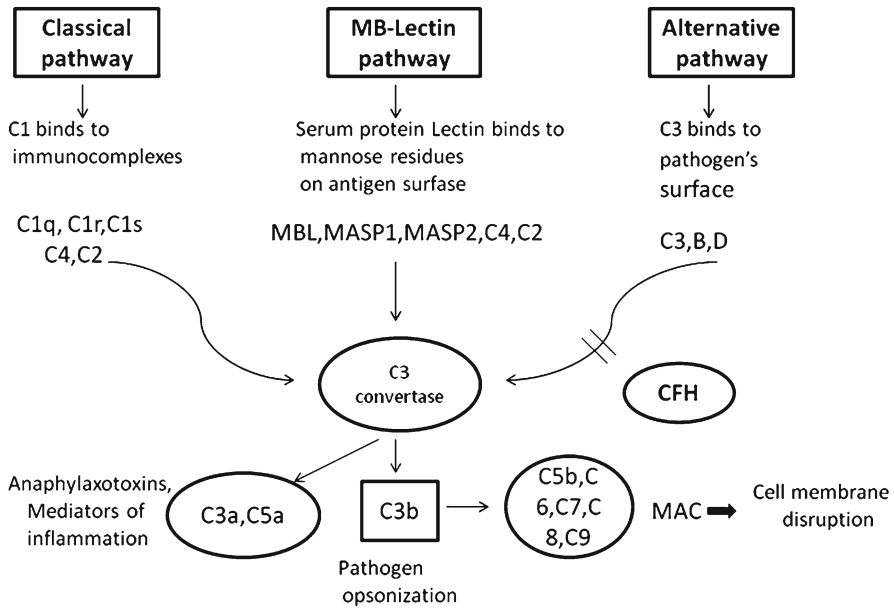 Classical
pathway
MB-Lectin
pathway
Alternative
pathway
C1 binds to
immunocomplexes
Serum protein Lectin binds to
mannose residues
on antigen surfase
C3 binds to
pathogen's
surface
C1q, C1r,C1s
C4,C2
MBL,MASP1,MASP2,C4,C2
C3,B,D
C3
convertase
CFH
Anaphylaxotoxins,
Mediators of
inflammation
C3a,C5a
C3b
Pathogen
opsonization
C5b,C
6,C7,C
8,C9
MAC
Cell membrane
disruption